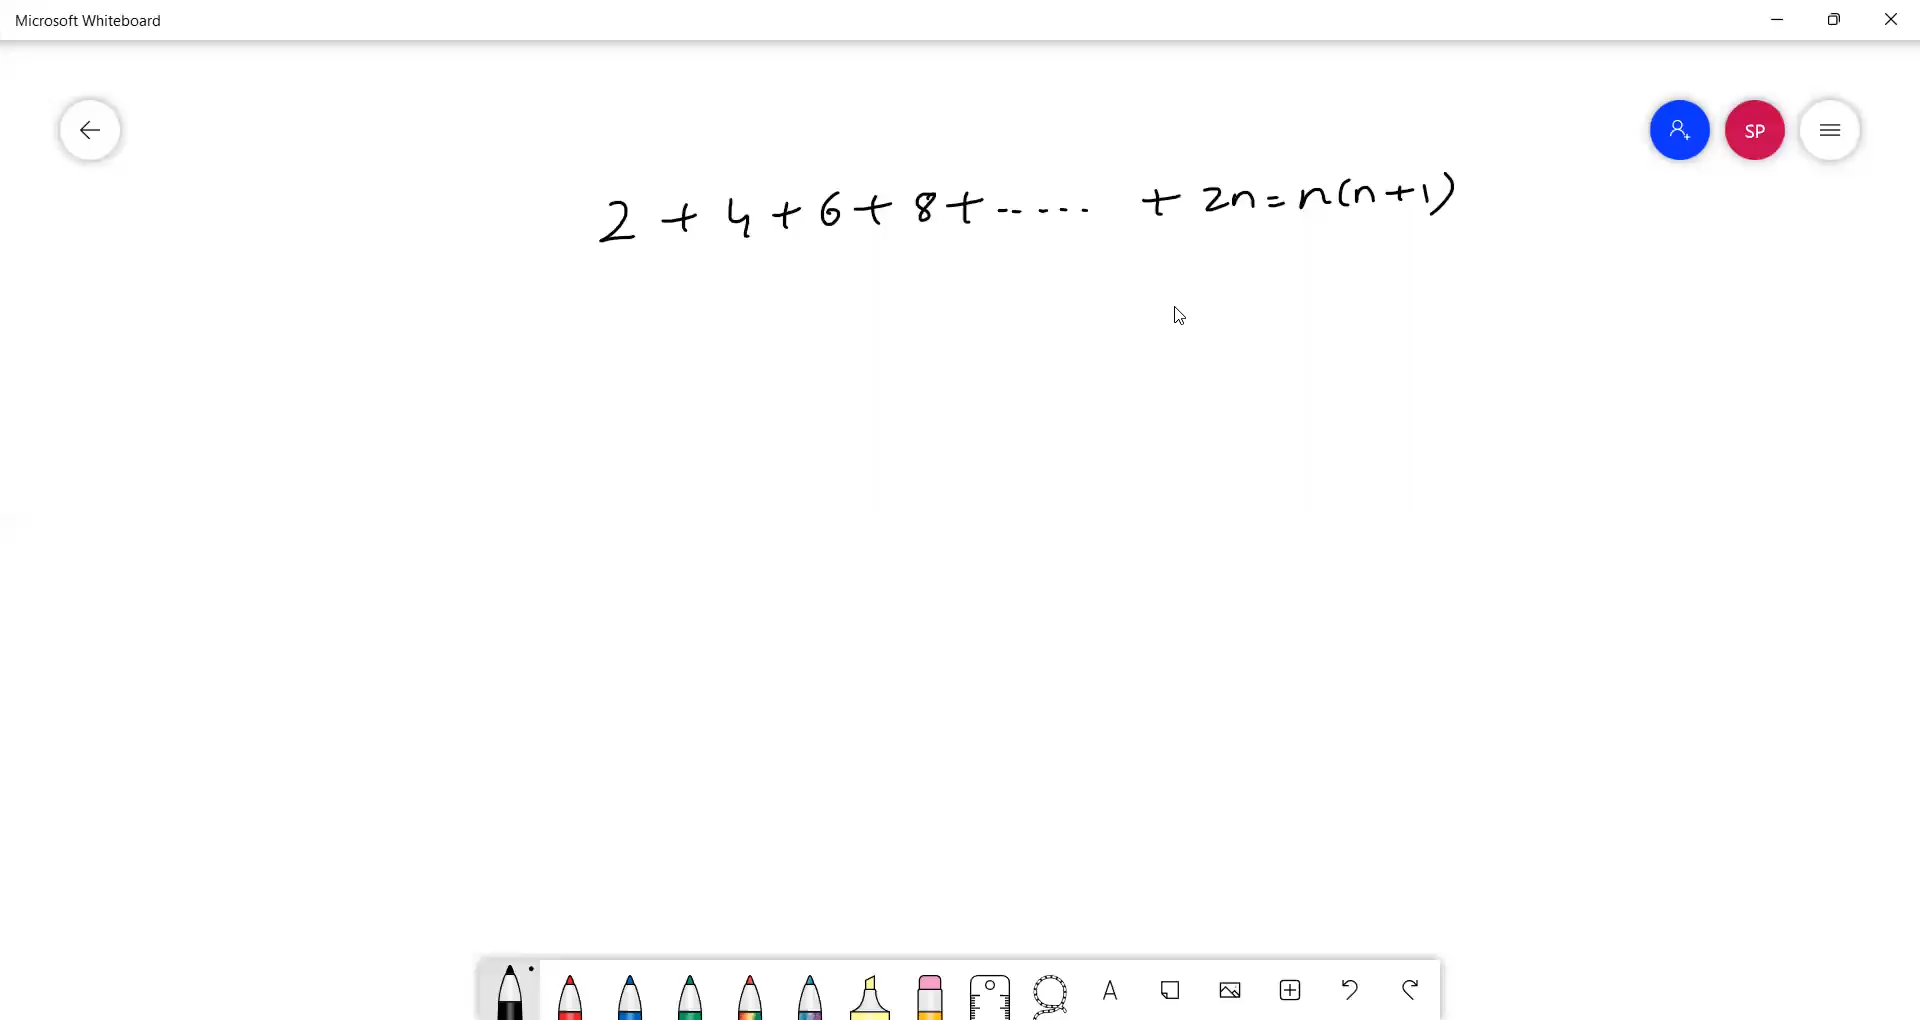 Microsoft Whiteboard
SP
2 + 4 + 6 + 8 + ..... + 2n = n(n+1)